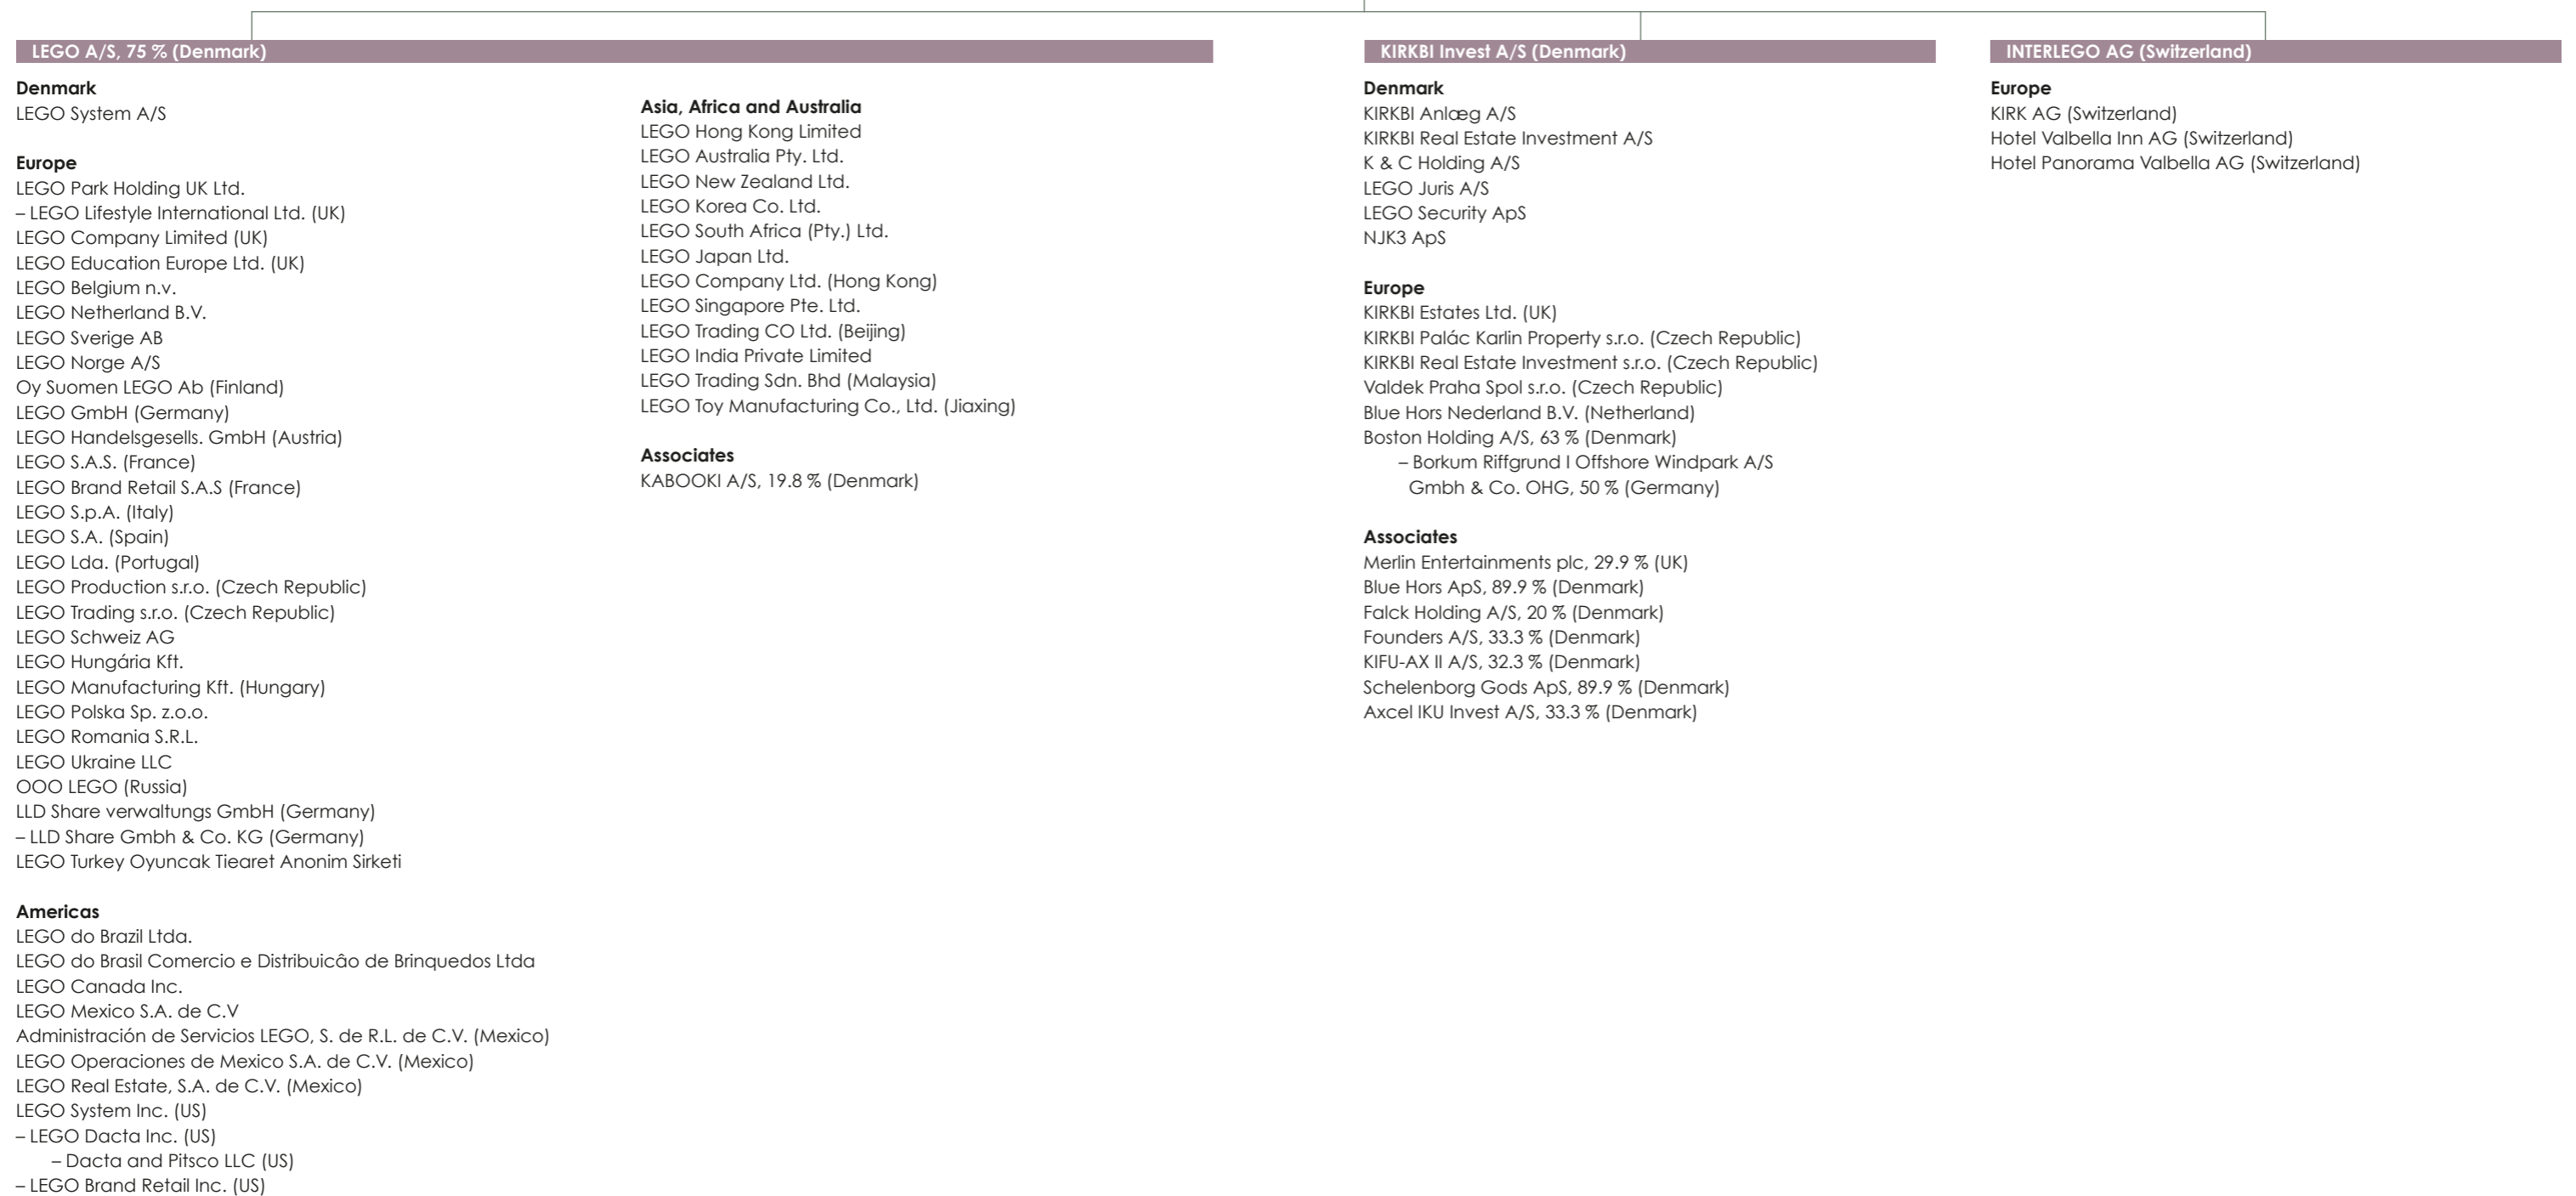 LEGO A/S, 75 % (Denmark)
Denmark
LEGO System A/S
Europe
LEGO Park Holding UK Ltd.
– LEGO Lifestyle International Ltd. (UK)
LEGO Company Limited (UK)
LEGO Education Europe Ltd. (UK)
LEGO Belgium n.v.
LEGO Netherland B.V.
LEGO Sverige AB
LEGO Norge A/S
Oy Suomen LEGO Ab (Finland)
LEGO GmbH (Germany)
LEGO Handelsgesells. GmbH (Austria)
LEGO S.A.S. (France)
LEGO Brand Retail S.A.S (France)
LEGO S.p.A. (Italy)
LEGO S.A. (Spain)
LEGO Lda. (Portugal)
LEGO Production s.r.o. (Czech Republic)
LEGO Trading s.r.o. (Czech Republic)
LEGO Schweiz AG
LEGO Hungária Kft.
LEGO Manufacturing Kft. (Hungary)
LEGO Polska Sp. z.o.o.
LEGO Romania S.R.L.
LEGO Ukraine LLC
OOO LEGO (Russia)
LLD Share verwaltungs GmbH (Germany)
– LLD Share Gmbh & Co. KG (Germany)
LEGO Turkey Oyuncak Tiearet Anonim Sirketi
Americas
LEGO do Brazil Ltda.
LEGO do Brasil Comercio e Distribuicâo de Brinquedos Ltda
LEGO Canada Inc.
LEGO Mexico S.A. de C.V
Administración de Servicios LEGO, S. de R.L. de C.V. (Mexico)
LEGO Operaciones de Mexico S.A. de C.V. (Mexico)
LEGO Real Estate, S.A. de C.V. (Mexico)
LEGO System Inc. (US)
– LEGO Dacta Inc. (US)
– Dacta and Pitsco LLC (US)
– LEGO Brand Retail Inc. (US)
Asia, Africa and Australia
LEGO Hong Kong Limited
LEGO Australia Pty. Ltd.
LEGO New Zealand Ltd.
LEGO Korea Co. Ltd.
LEGO South Africa (Pty.) Ltd.
LEGO Japan Ltd.
LEGO Company Ltd. (Hong Kong)
LEGO Singapore Pte. Ltd.
LEGO Trading CO Ltd. (Beijing)
LEGO India Private Limited
LEGO Trading Sdn. Bhd (Malaysia)
LEGO Toy Manufacturing Co., Ltd. (Jiaxing)
Associates
KABOOKI A/S, 19.8 % (Denmark)
KIRKBI Invest A/S (Denmark)
Denmark
KIRKBI Anlæg A/S
KIRKBI Real Estate Investment A/S
K & C Holding A/S
LEGO Juris A/S
LEGO Security ApS
NJK3 ApS
Europe
KIRKBI Estates Ltd. (UK)
KIRKBI Palác Karlin Property s.r.o. (Czech Republic)
KIRKBI Real Estate Investment s.r.o. (Czech Republic)
Valdek Praha Spol s.r.o. (Czech Republic)
Blue Hors Nederland B.V. (Netherland)
Boston Holding A/S, 63 % (Denmark)
– Borkum Riffgrund I Offshore Windpark A/S
Gmbh & Co. OHG, 50 % (Germany)
Associates
Merlin Entertainments plc, 29.9 % (UK)
Blue Hors ApS, 89.9 % (Denmark)
Falck Holding A/S, 20 % (Denmark)
Founders A/S, 33.3 % (Denmark)
KIFU-AX II A/S, 32.3 % (Denmark)
Schelenborg Gods ApS, 89.9 % (Denmark)
Axcel IKU Invest A/S, 33.3 % (Denmark)
INTERLEGO AG (Switzerland)
Europe
KIRK AG (Switzerland)
Hotel Valbella Inn AG (Switzerland)
Hotel Panorama Valbella AG (Switzerland)